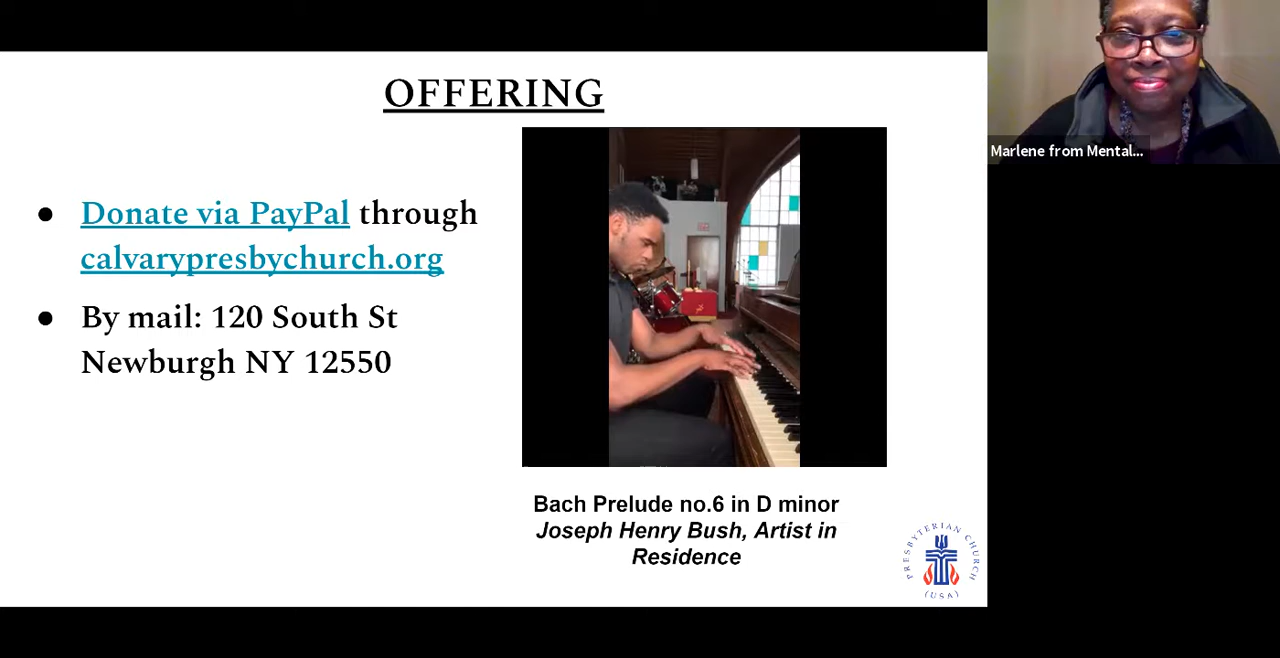 OFFERING
Donate via PayPal through
calvarypresbychurch.org
By mail: 120 South St
Newburgh NY 12550
Bach Prelude no.6 in D minor
Joseph Henry Bush, Artist in
Residence
PRESBYTERIAN CHURCH
(USA)
Marlene from Mental...